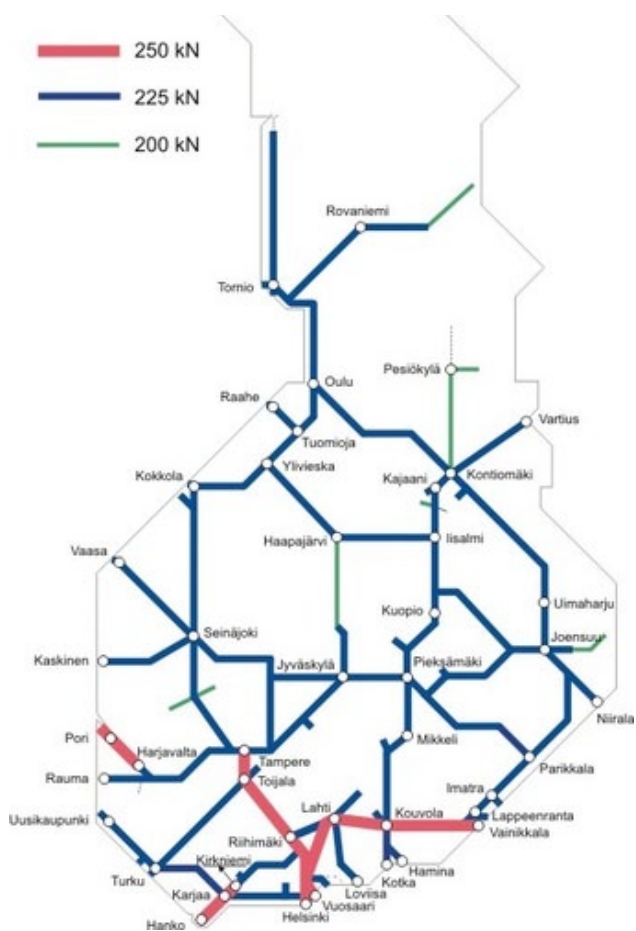 250 kN
225 kN
200 kN
Rovaniemi
Tornio
Pesiökylä
Oulu
Raahe
Vartius
Tuomioja
Ylivieska
Kontiomäki
Kajaani
Kokkola
Haapajärvi
Iisalmi
Vaasa
Uimaharju
Kuopio
Seinäjoki
Joensuu
Kaskinen
Jyväskylä
Pieksämäki
Niirala
Pori
Mikkeli
Harjavalta
Tampere
Parikkala
Rauma
Toijala
Imatra
Lahti
Kouvola
Lappeenranta
Uusikaupunki
Vainikkala
Riihimäki
Kirkniemi
Hamina
Turku
Karjaa
Loviisa
Kotka
Vuosaari
Hanko
Helsinki